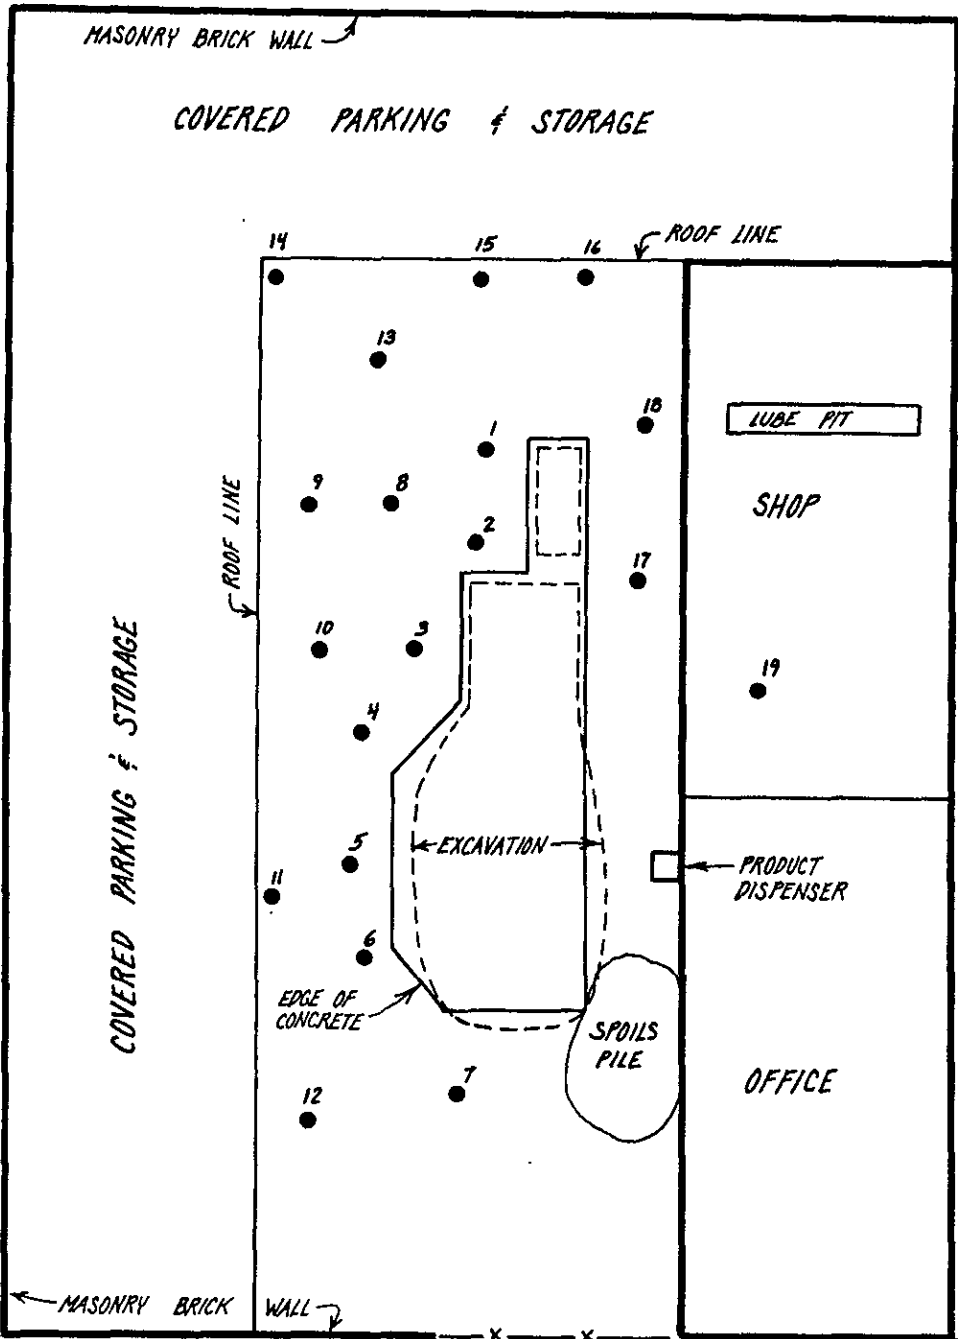 MASONRY BRICK WALL
COVERED PARKING & STORAGE
14
15
16
ROOF LINE
13
18
LUBE PIT
1
9
8
SHOP
ROOF LINE
2
17
10
3
19
COVERED PARKING & STORAGE
4
5
EXCAVATION
PRODUCT
DISPENSER
11
6
EDGE OF
CONCRETE
SPOILS
PILE
OFFICE
7
12
MASONRY BRICK WALL
x x